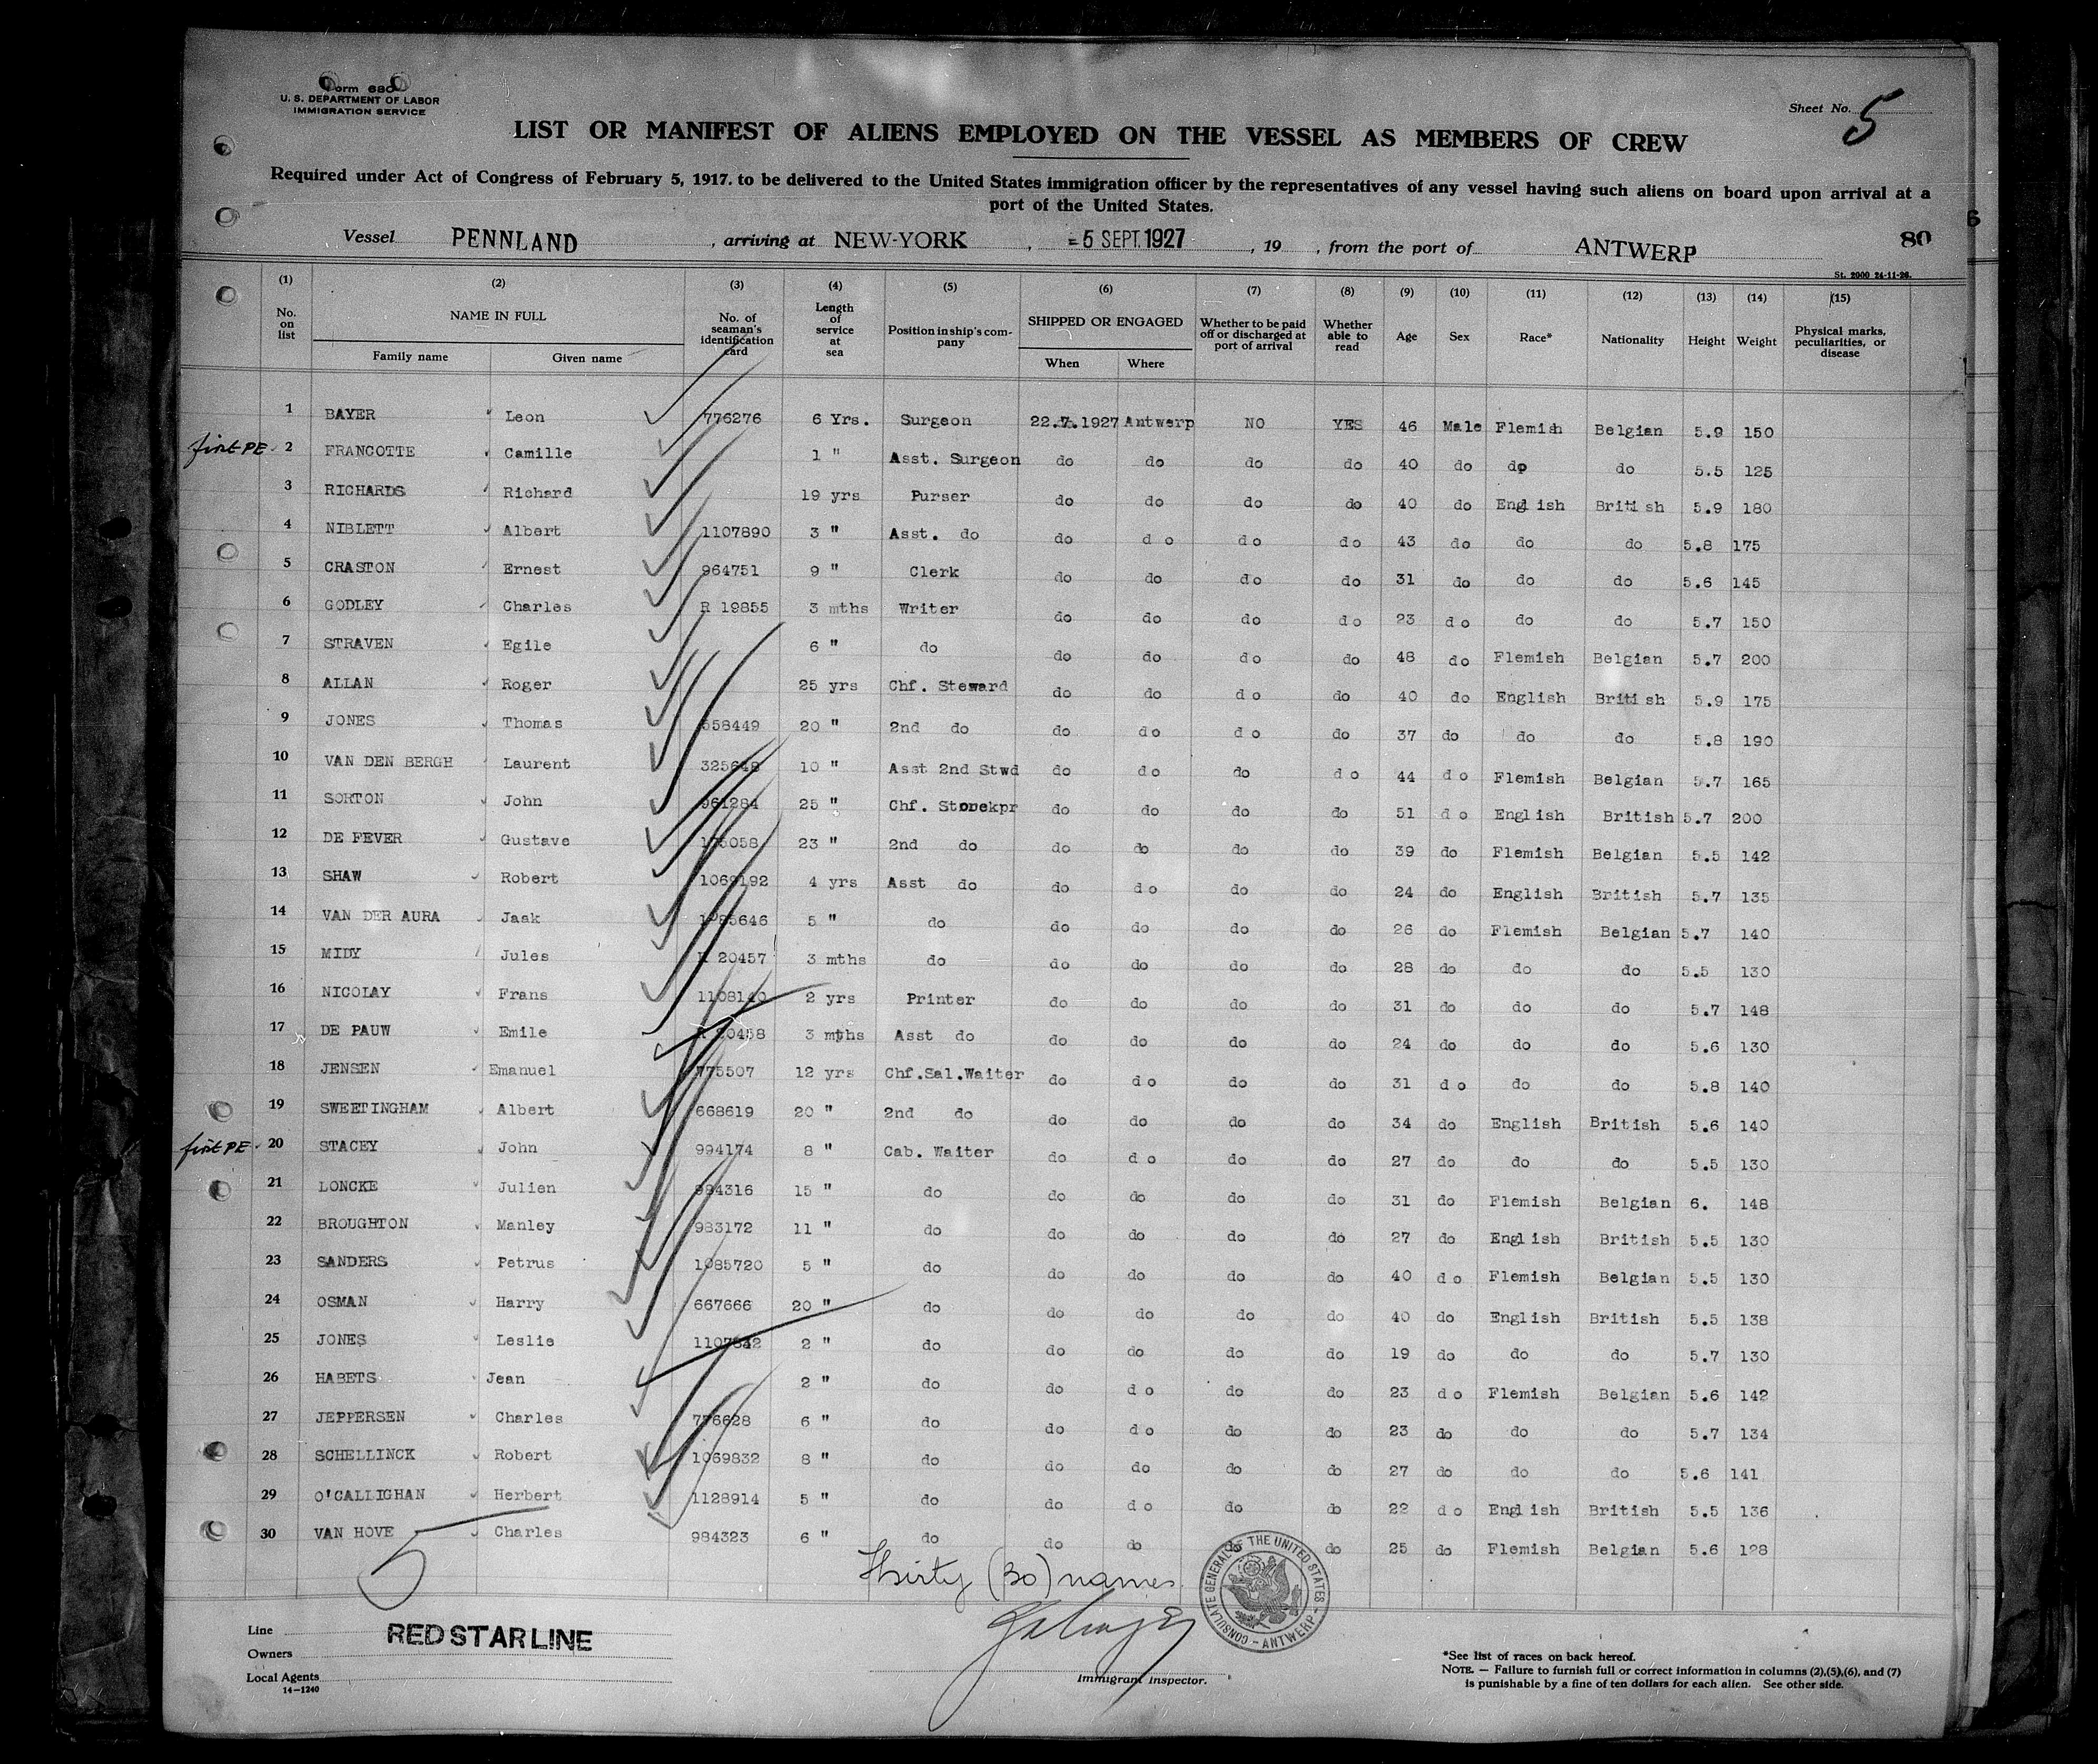 Form 680
U. S. DEPARTMENT OF LABOR
IMMIGRATION SERVICE
Sheet No. 5
LIST OR MANIFEST OF ALIENS EMPLOYED ON THE VESSEL AS MEMBERS OF CREW
Required under Act of Congress of February 5, 1917. to be delivered to the United States immigration officer by the representatives of any vessel having such aliens on board upon arrival at a
port of the United States.
Vessel PENNLAND , arriving at NEW-YORK , -5 SEPT. 1927 , 19 , from the port of ANTWERP 80
St. 2000 24-11-26.
(1) (2) (3) (4) (5) (6) (7) (8) (9) (10) (11) (12) (13) (14) (15)
No. on list NAME IN FULL Family name Given name No. of seaman's identification card Length of service at sea Position in ship's company SHIPPED OR ENGAGED When Where Whether to be paid off or discharged at port of arrival Whether able to read Age Sex Race* Nationality Height Weight Physical marks, peculiarities, or disease
1 BAYER Leon 776276 6 Yrs. Surgeon 22.7.1927 Antwerp NO YES 46 Male Flemish Belgian 5.9 150
2 FRANCOTTE Camille 1 " Asst. Surgeon do do do do 40 do do do 5.5 125
3 RICHARDS Richard 19 yrs Purser do do do do 40 do English British 5.9 180
4 NIBLETT Albert 1107890 3 " Asst. do do do do do 43 do do do 5.8 175
5 CRASTON Ernest 964751 9 " Clerk do do do do 31 do do do 5.6 145
6 GODLEY Charles R 19855 3 mths Writer do do do do 23 do do do 5.7 150
7 STRAVEN Egile 6 " do do do do do 48 do Flemish Belgian 5.7 200
8 ALLAN Roger 25 yrs Chf. Steward do do do do 40 do English British 5.9 175
9 JONES Thomas 558449 20 " 2nd do do do do do 37 do do do 5.8 190
10 VAN DEN BERGH Laurent 325648 10 " Asst 2nd Stwd do do do do 44 do Flemish Belgian 5.7 165
11 SORTON John 961284 25 " Chf. Storekpr do do do do 51 do English British 5.7 200
12 DE FEVER Gustave 175058 23 " 2nd do do do do do 39 do Flemish Belgian 5.5 142
13 SHAW Robert 1069192 4 yrs Asst do do do do do 24 do English British 5.7 135
14 VAN DER AURA Jaak 1085646 5 " do do do do do 26 do Flemish Belgian 5.7 140
15 MIDY Jules R 20457 3 mths do do do do do 28 do do do 5.5 130
16 NICOLAY Frans 1108140 2 yrs Printer do do do do 31 do do do 5.7 148
17 DE PAUW Emile R 20458 3 mths Asst do do do do do 24 do do do 5.6 130
18 JENSEN Emanuel 775507 12 yrs Chf.Sal.Waiter do do do do 31 do do do 5.8 140
19 SWEETINGHAM Albert 668619 20 " 2nd do do do do do 34 do English British 5.6 140
20 STACEY John 994174 8 " Cab. Waiter do do do do 27 do do do 5.5 130
21 LONCKE Julien 984316 15 " do do do do do 31 do Flemish Belgian 6. 148
22 BROUGHTON Manley 983172 11 " do do do do do 27 do English British 5.5 130
23 SANDERS Petrus 1085720 5 " do do do do do 40 do Flemish Belgian 5.5 130
24 OSMAN Harry 667666 20 " do do do do do 40 do English British 5.5 138
25 JONES Leslie 1107842 2 " do do do do do 19 do do do 5.7 130
26 HABETS Jean 2 " do do do do do 23 do Flemish Belgian 5.6 142
27 JEPPERSEN Charles 776628 6 " do do do do do 23 do do do 5.7 134
28 SCHELLINCK Robert 1069832 8 " do do do do do 27 do do do 5.6 141
29 O'CALLIGHAN Herbert 1128914 5 " do do do do do 22 do English British 5.5 136
30 VAN HOVE Charles 984323 6 " do do do do do 25 do Flemish Belgian 5.6 128
Thirty (30) names
CONSULATE GENERAL OF THE UNITED STATES - ANTWERP -
Line RED STAR LINE
Owners
Local Agents
14-1240
Immigrant Inspector.
*See list of races on back hereof.
NOTE. — Failure to furnish full or correct information in columns (2),(5),(6), and (7)
is punishable by a fine of ten dollars for each alien. See other side.